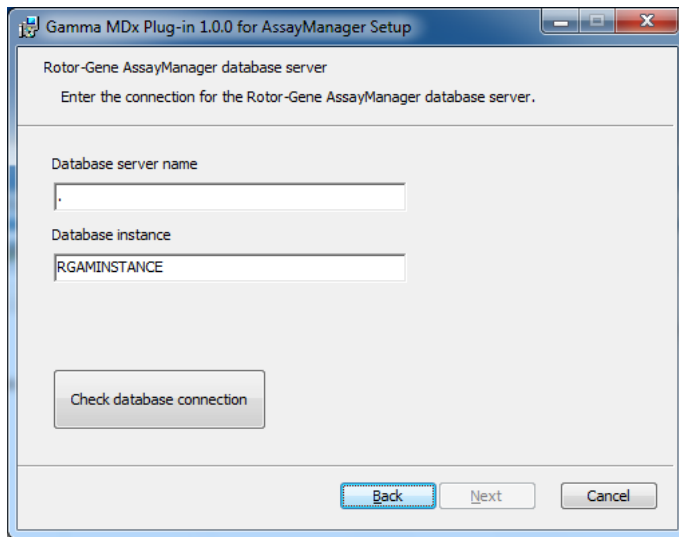 Gamma MDx Plug-in 1.0.0 for AssayManager Setup
Rotor-Gene AssayManager database server
Enter the connection for the Rotor-Gene AssayManager database server.
Database server name
.
Database instance
RGAMINSTANCE
Check database connection
Back Next Cancel